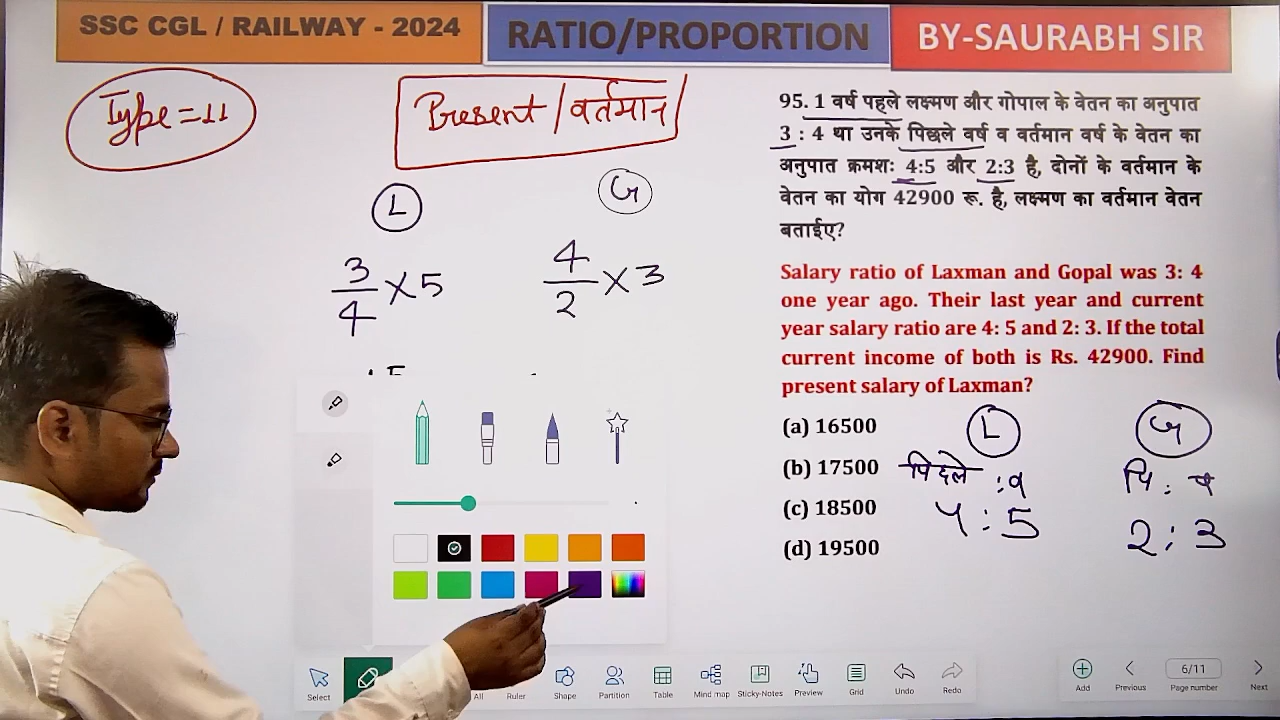 SSC CGL / RAILWAY - 2024
RATIO/PROPORTION
BY-SAURABH SIR
Type = 11
Present / वर्तमान
L
G
3/4 × 5
4/2 × 3
95. 1 वर्ष पहले लक्ष्मण और गोपाल के वेतन का अनुपात
3 : 4 था उनके पिछले वर्ष व वर्तमान वर्ष के वेतन का
अनुपात क्रमशः 4:5 और 2:3 है, दोनों के वर्तमान के
वेतन का योग 42900 रू. है, लक्ष्मण का वर्तमान वेतन
बताईए?
Salary ratio of Laxman and Gopal was 3: 4
one year ago. Their last year and current
year salary ratio are 4: 5 and 2: 3. If the total
current income of both is Rs. 42900. Find
present salary of Laxman?
(a) 16500
(b) 17500
(c) 18500
(d) 19500
L
G
पिछले : व
पि : व
4 : 5
2 : 3
Select
All
Ruler
Shape
Partition
Table
Mind map
Sticky-Notes
Preview
Grid
Undo
Redo
Add
Previous
6/11
Page number
Next